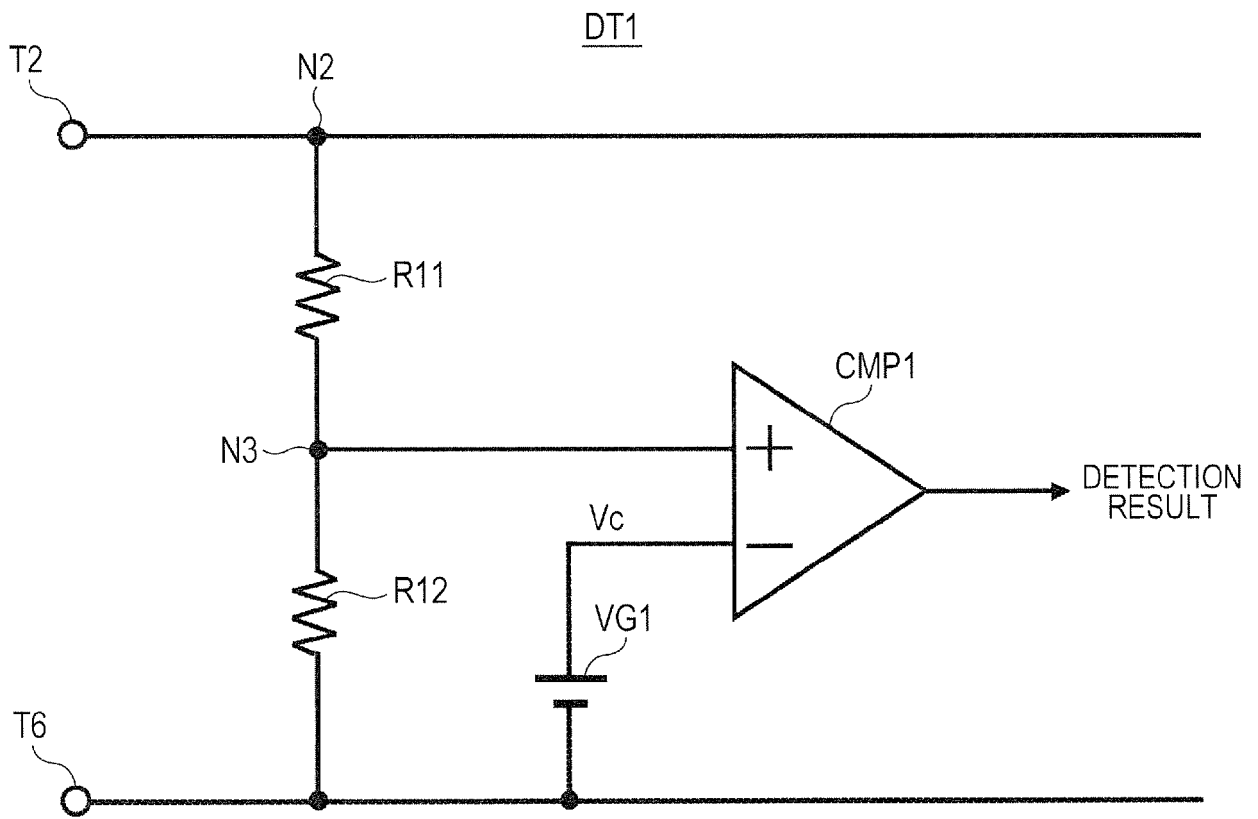 DT1
T2
N2
R11
CMP1
N3
+
DETECTION
RESULT
Vc
−
R12
VG1
T6